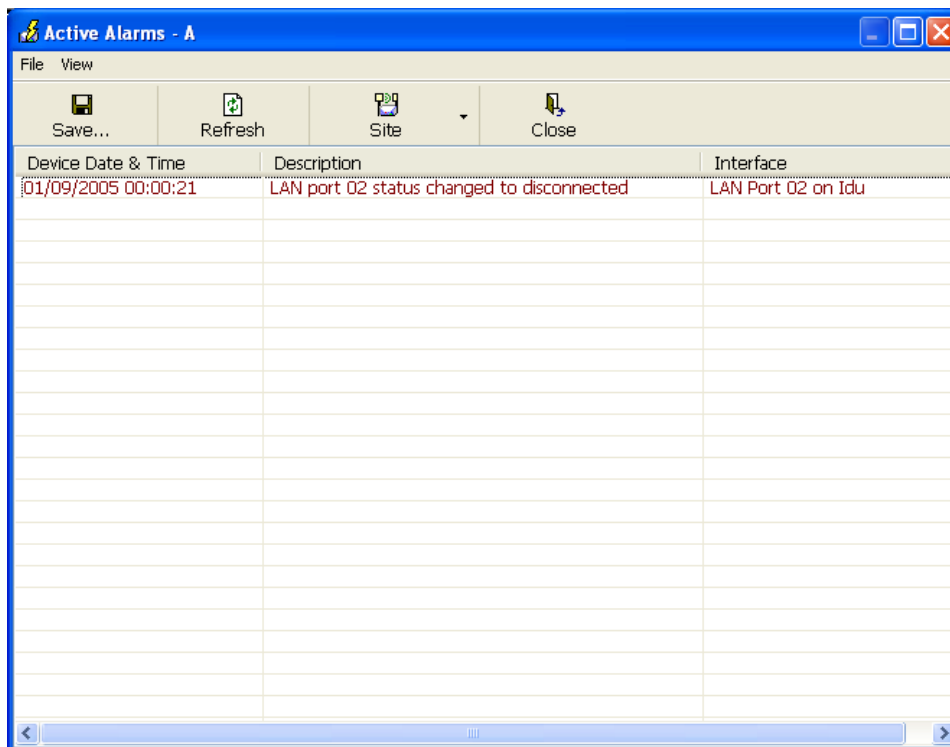 Active Alarms - A
File View
Save... Refresh Site Close
Device Date & Time Description Interface
01/09/2005 00:00:21 LAN port 02 status changed to disconnected LAN Port 02 on Idu